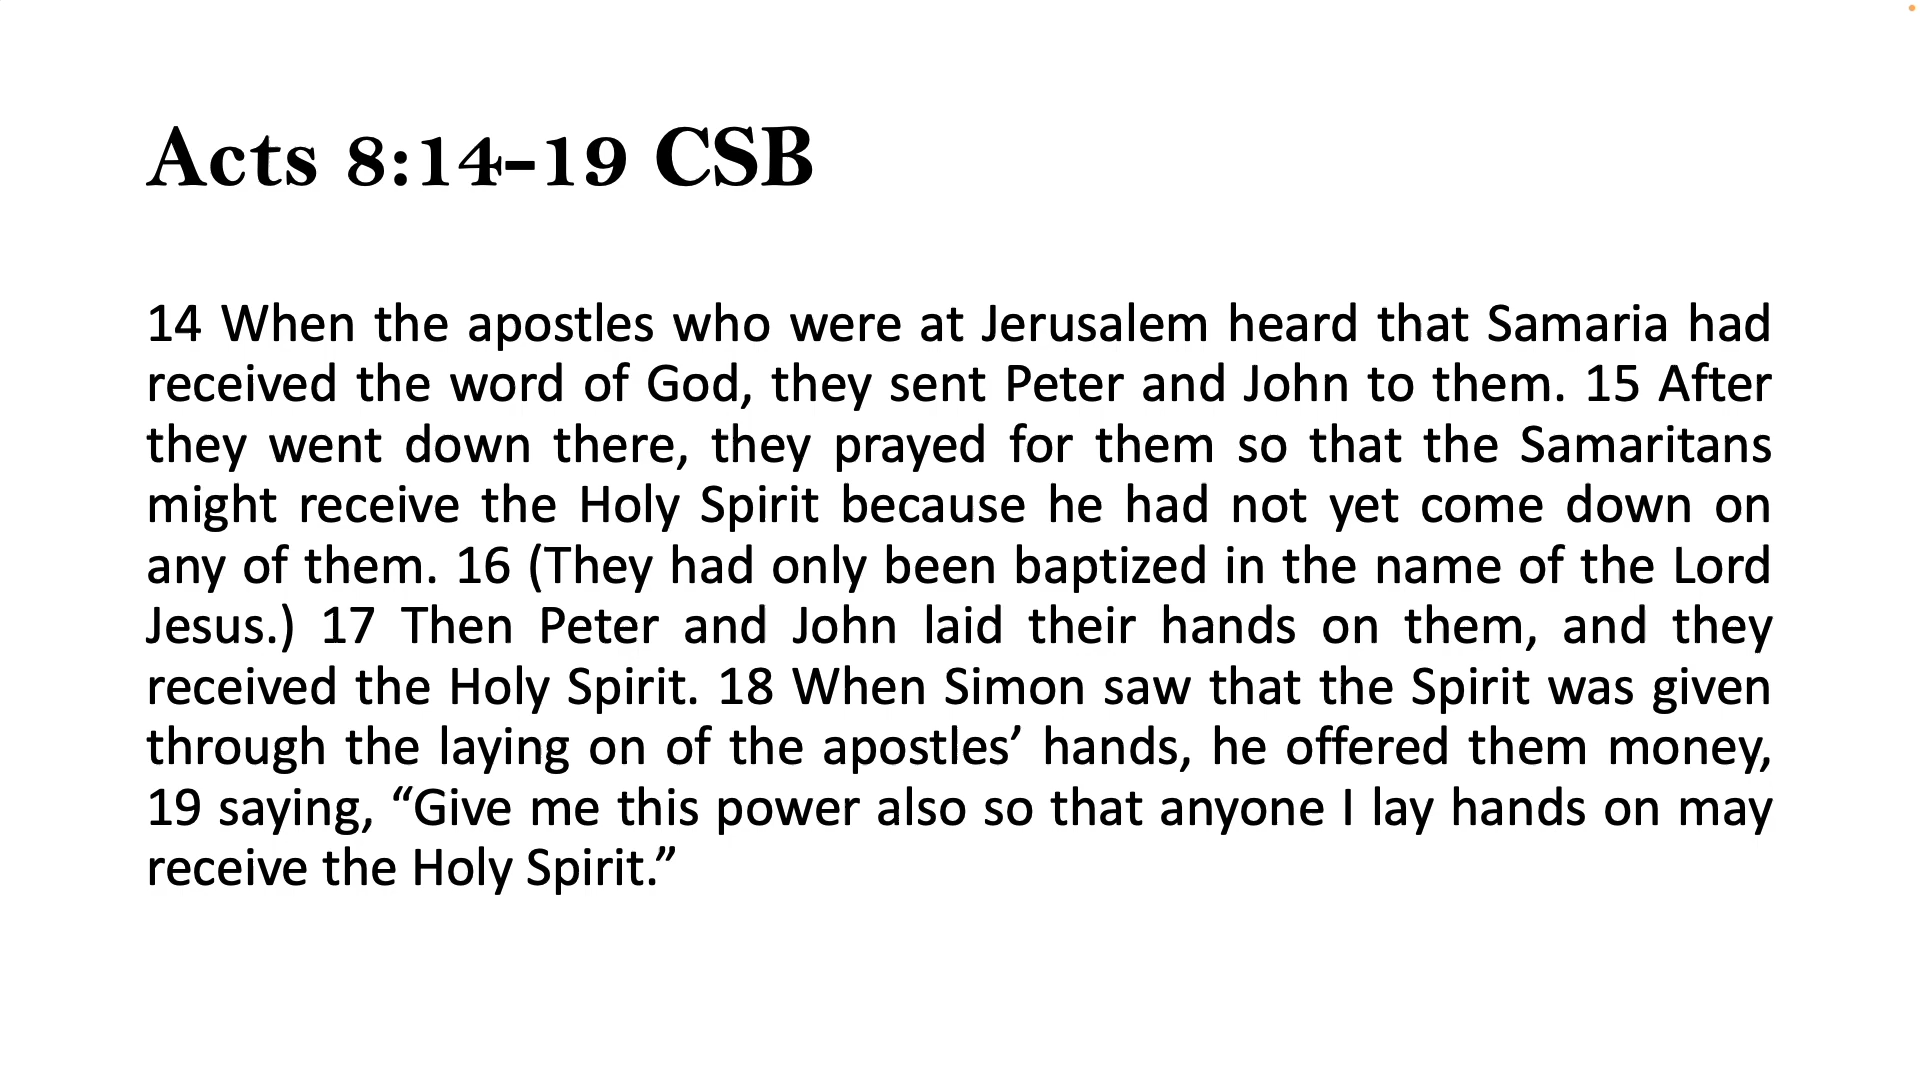 Acts 8:14-19 CSB
14 When the apostles who were at Jerusalem heard that Samaria had
received the word of God, they sent Peter and John to them. 15 After
they went down there, they prayed for them so that the Samaritans
might receive the Holy Spirit because he had not yet come down on
any of them. 16 (They had only been baptized in the name of the Lord
Jesus.) 17 Then Peter and John laid their hands on them, and they
received the Holy Spirit. 18 When Simon saw that the Spirit was given
through the laying on of the apostles’ hands, he offered them money,
19 saying, “Give me this power also so that anyone I lay hands on may
receive the Holy Spirit.”